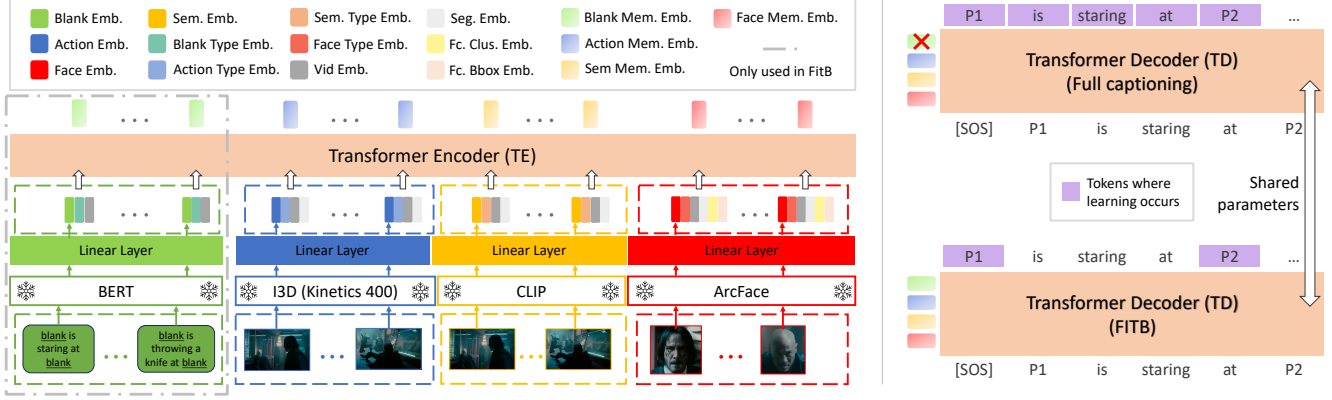 Blank Emb.
Sem. Emb.
Sem. Type Emb.
Seg. Emb.
Blank Mem. Emb.
Face Mem. Emb.
Action Emb.
Blank Type Emb.
Face Type Emb.
Fc. Clus. Emb.
Action Mem. Emb.
Face Emb.
Action Type Emb.
Vid Emb.
Fc. Bbox Emb.
Sem Mem. Emb.
Only used in FitB
...
...
...
...
Transformer Encoder (TE)
...
...
...
...
Linear Layer
Linear Layer
Linear Layer
Linear Layer
BERT
I3D (Kinetics 400)
CLIP
ArcFace
blank is
staring at
blank
...
blank is
throwing a
knife at blank
...
...
...
P1 is staring at P2 ...
Transformer Decoder (TD)
(Full captioning)
[SOS] P1 is staring at P2
Tokens where
learning occurs
Shared
parameters
P1 is staring at P2 ...
Transformer Decoder (TD)
(FITB)
[SOS] P1 is staring at P2